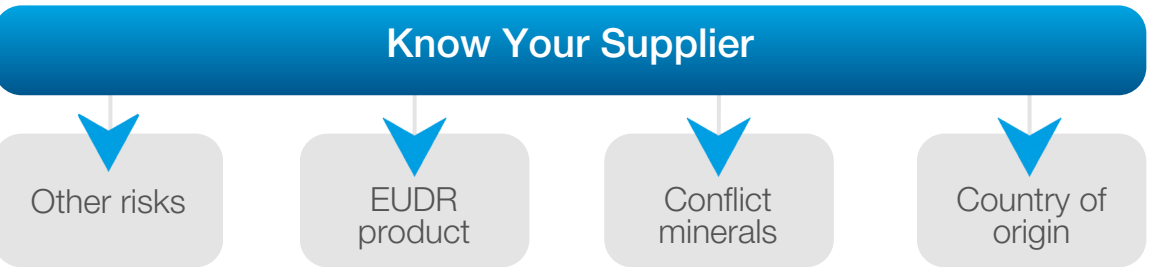 Know Your Supplier
Other risks
EUDR
product
Conflict
minerals
Country of
origin